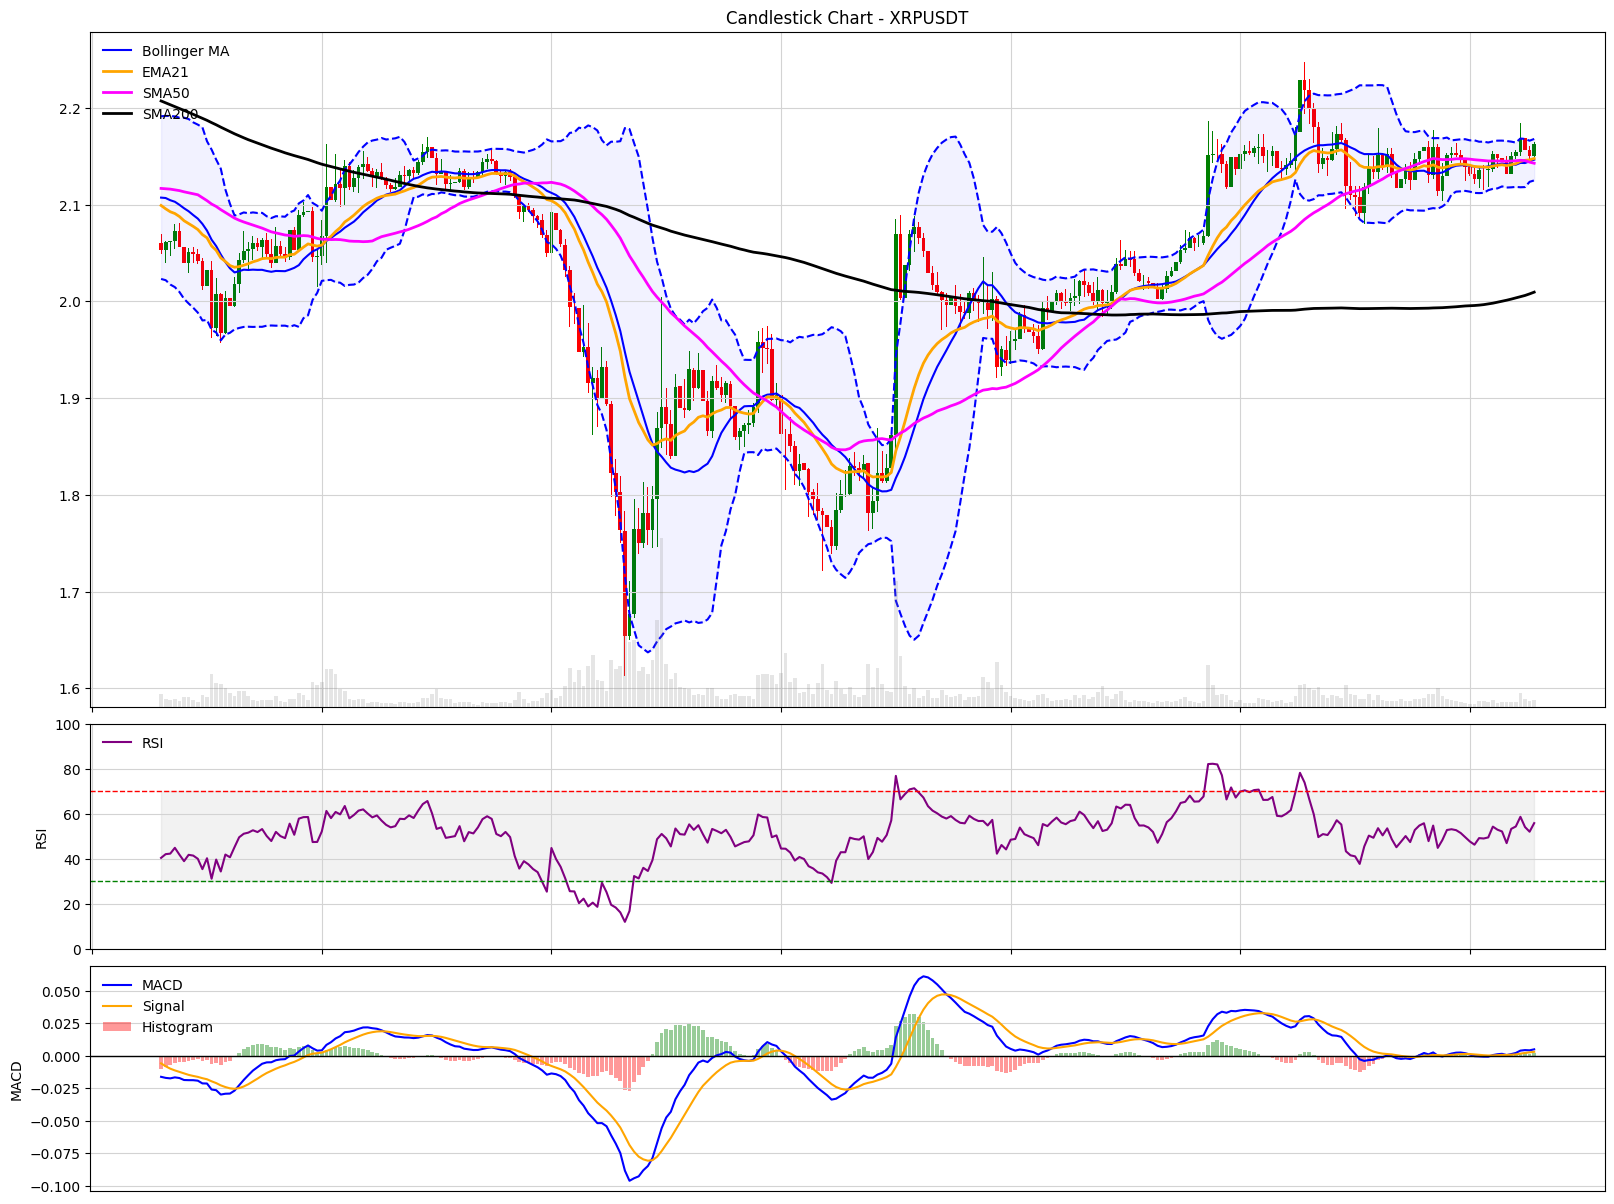 Candlestick Chart - XRPUSDT
Bollinger MA
EMA21
SMA50
SMA200
2.2
2.1
2.0
1.9
1.8
1.7
1.6
100
80
60
40
20
0
RSI
RSI
MACD
Signal
Histogram
0.050
0.025
0.000
−0.025
−0.050
−0.075
−0.100
MACD